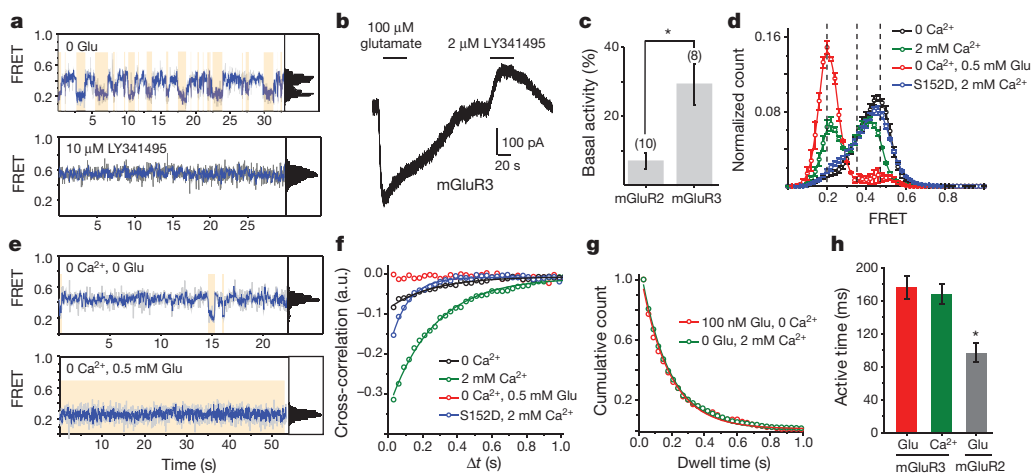 a
FRET
1.0
0.6
0.2
0 Glu
5 10 15 20 25 30
FRET
1.0
0.6
0.2
10 μM LY341495
5 10 15 20 25
b
100 μM
glutamate
2 μM LY341495
100 pA
20 s
mGluR3
c
Basal activity (%)
40
20
0
*
(10)
(8)
mGluR2 mGluR3
d
Normalized count
0.16
0.08
0 Ca²⁺
2 mM Ca²⁺
0 Ca²⁺, 0.5 mM Glu
S152D, 2 mM Ca²⁺
0.2 0.4 0.6 0.8
FRET
e
FRET
1.0
0.6
0.2
0 Ca²⁺, 0 Glu
5 10 15 20
FRET
1.0
0.6
0.2
0 Ca²⁺, 0.5 mM Glu
10 20 30 40 50
Time (s)
f
Cross-correlation (a.u.)
0.0
−0.1
−0.2
−0.3
0 Ca²⁺
2 mM Ca²⁺
0 Ca²⁺, 0.5 mM Glu
S152D, 2 mM Ca²⁺
0.2 0.4 0.6 0.8 1.0
Δt (s)
g
Cumulative count
1.0
0.8
0.6
0.4
0.2
100 nM Glu, 0 Ca²⁺
0 Glu, 2 mM Ca²⁺
0.0 0.2 0.4 0.6 0.8 1.0
Dwell time (s)
h
Active time (ms)
200
160
120
80
40
0
*
Glu Ca²⁺ Glu
mGluR3 mGluR2